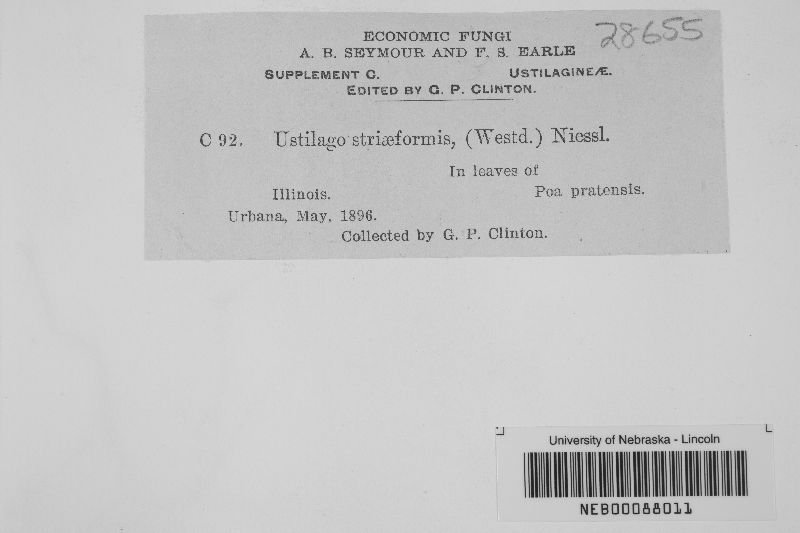 28655
ECONOMIC FUNGI
A. B. SEYMOUR AND F. S. EARLE
SUPPLEMENT C. USTILAGINEÆ.
EDITED BY G. P. CLINTON.
C 92. Ustilago striæformis, (Westd.) Niessl.
In leaves of
Illinois. Poa pratensis.
Urbana, May, 1896.
Collected by G. P. Clinton.
University of Nebraska - Lincoln
NEB00088011